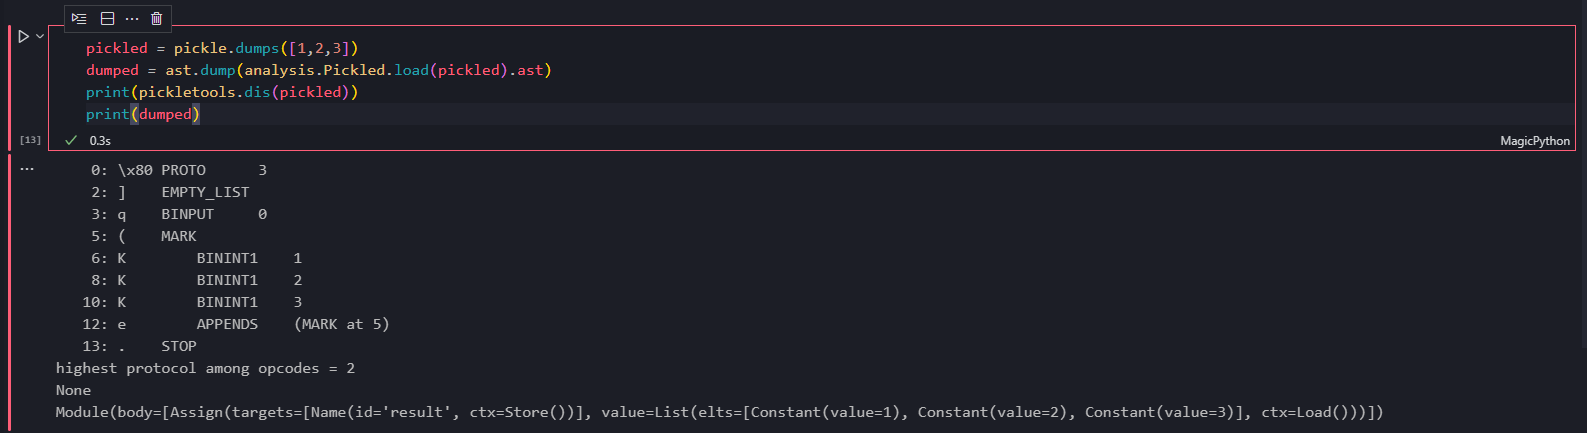 pickled = pickle.dumps([1,2,3])
dumped = ast.dump(analysis.Pickled.load(pickled).ast)
print(pickletools.dis(pickled))
print(dumped)
[13] 0.3s MagicPython
0: \x80 PROTO 3
2: ] EMPTY_LIST
3: q BINPUT 0
5: ( MARK
6: K BININT1 1
8: K BININT1 2
10: K BININT1 3
12: e APPENDS (MARK at 5)
13: . STOP
highest protocol among opcodes = 2
None
Module(body=[Assign(targets=[Name(id='result', ctx=Store())], value=List(elts=[Constant(value=1), Constant(value=2), Constant(value=3)], ctx=Load()))])